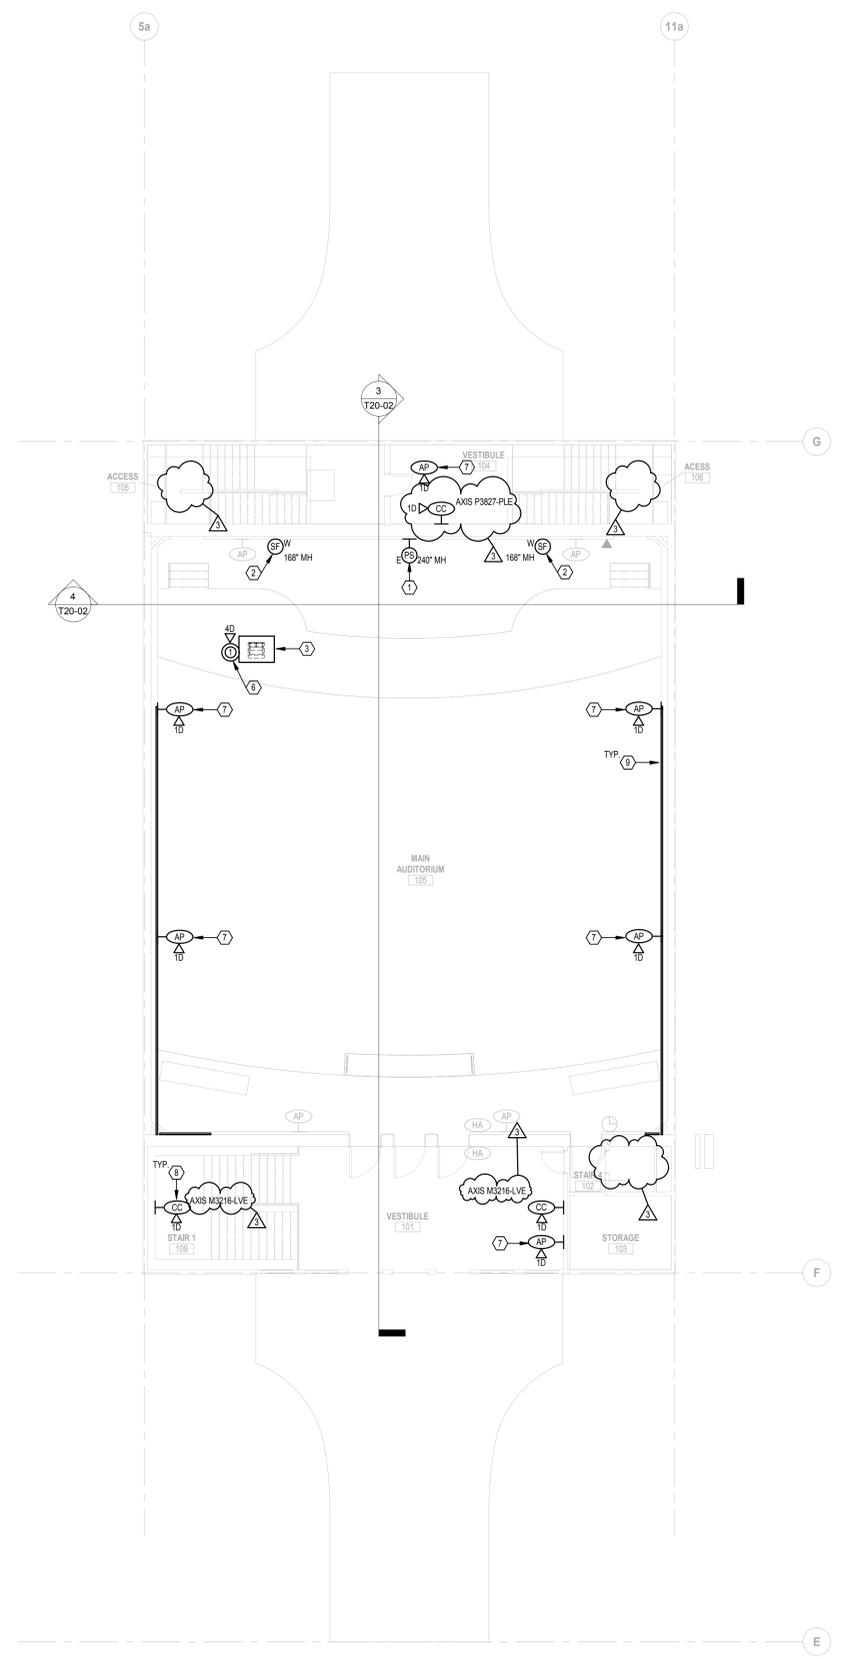 5a
11a
3
T20-02
G
VESTIBULE
104
AP
7
1D
ACCESS
105
ACESS
106
AXIS P3827-PLE
1D
CC
3
3
3
AP
SF
W
168" MH
2
E
PS
240" MH
1
W
168" MH
SF
2
AP
4
T20-02
4D
1
3
6
AP
7
1D
7
AP
1D
TYP.
9
MAIN
AUDITORIUM
105
AP
7
1D
7
AP
1D
AP
HA
AP
3
HA
TYP.
8
AXIS M3216-LVE
CC
1D
3
STAIR 1
109
AXIS M3216-LVE
VESTIBULE
101
CC
1D
7
AP
1D
102
3
STORAGE
103
F
E